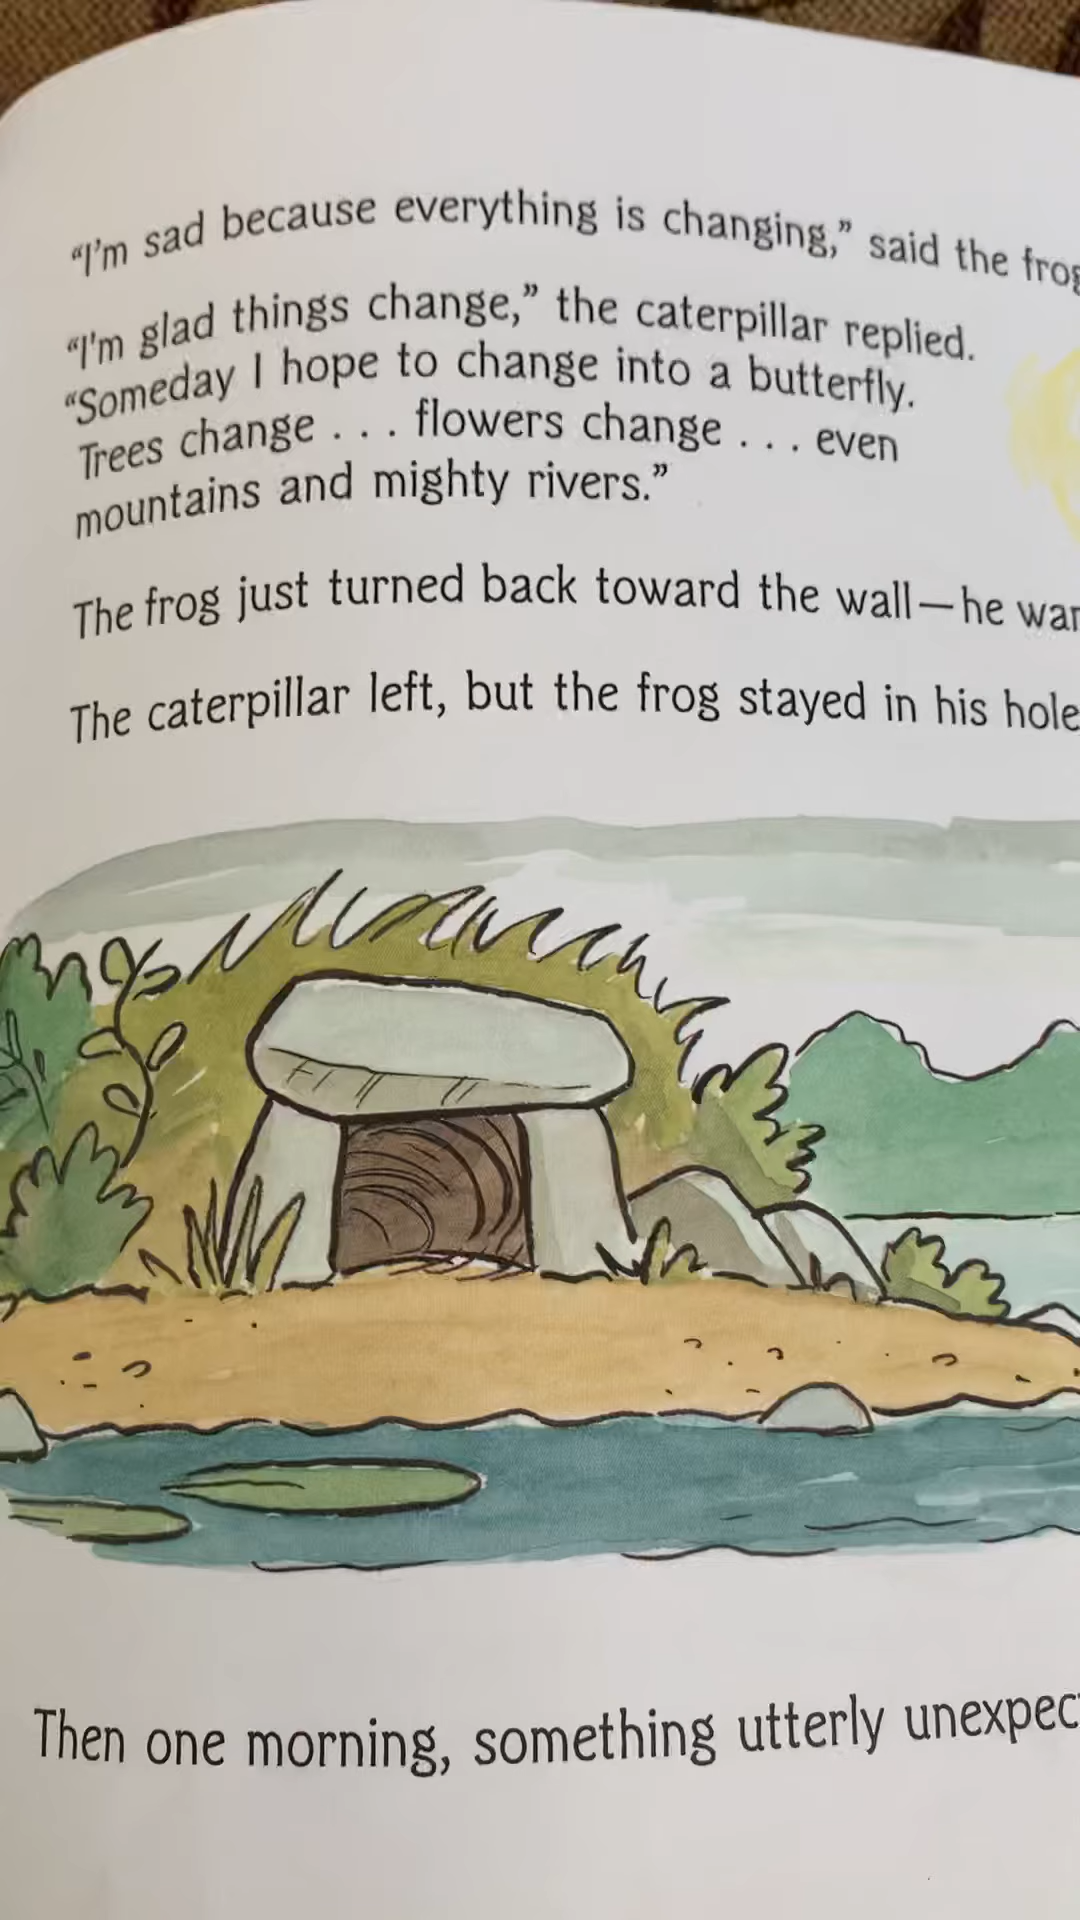 “I’m sad because everything is changing,” said the frog
“I’m glad things change,” the caterpillar replied.
“Someday I hope to change into a butterfly.
Trees change . . . flowers change . . . even
mountains and mighty rivers.”
The frog just turned back toward the wall—he
The caterpillar left, but the frog stayed in his hole
Then one morning, something utterly